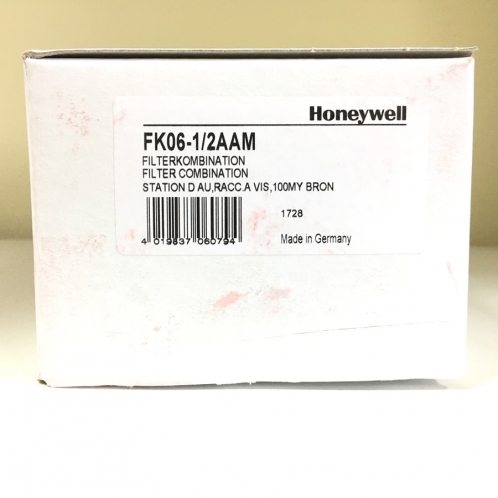 Honeywell
FK06-1/2AAM
FILTERKOMBINATION
FILTER COMBINATION
STATION D AU,RACC.A VIS,100MY BRON
1728
4 019837 060794
Made in Germany